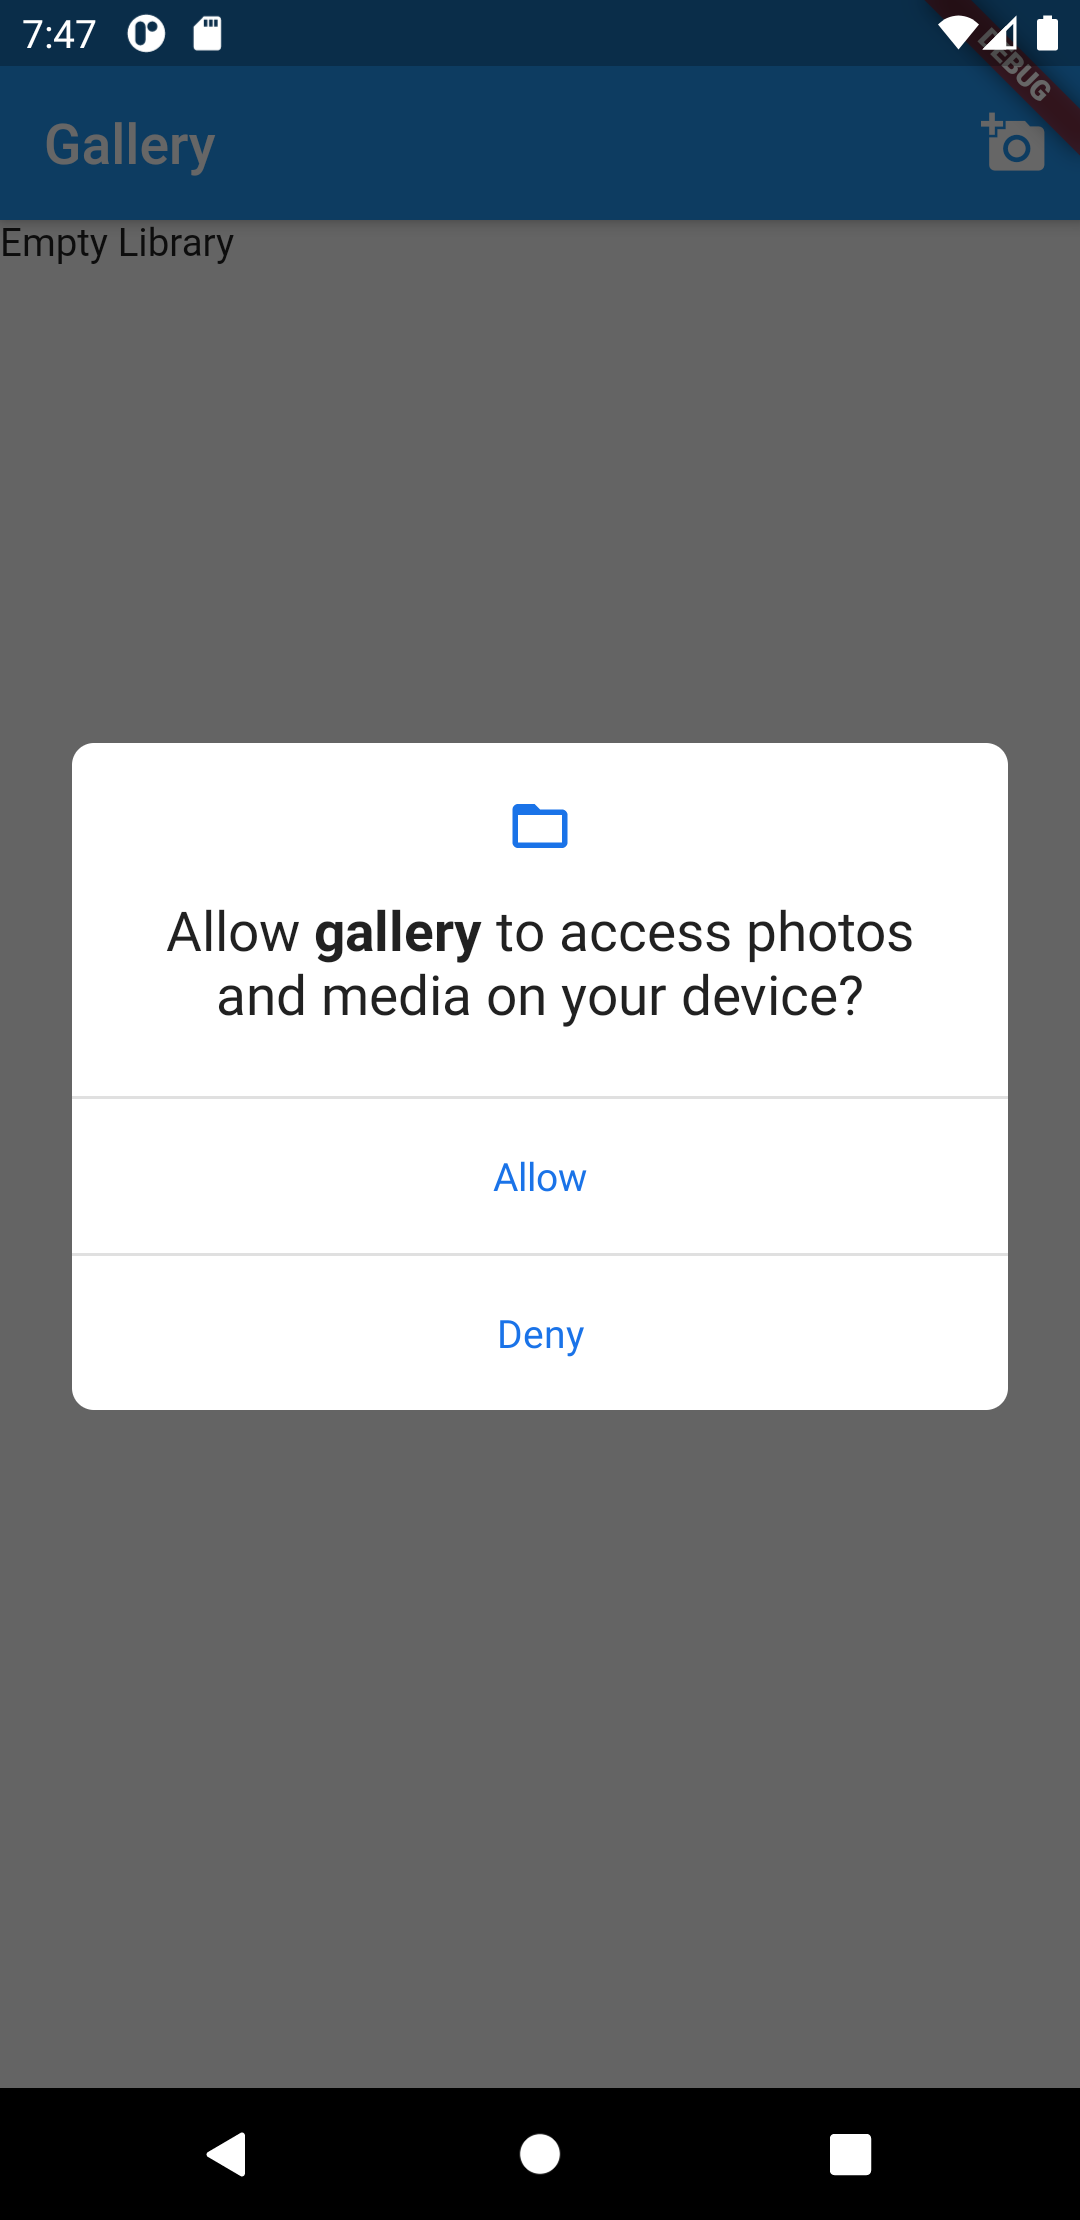 7:47
DEBUG
Gallery
Empty Library
Allow gallery to access photos
and media on your device?
Allow
Deny